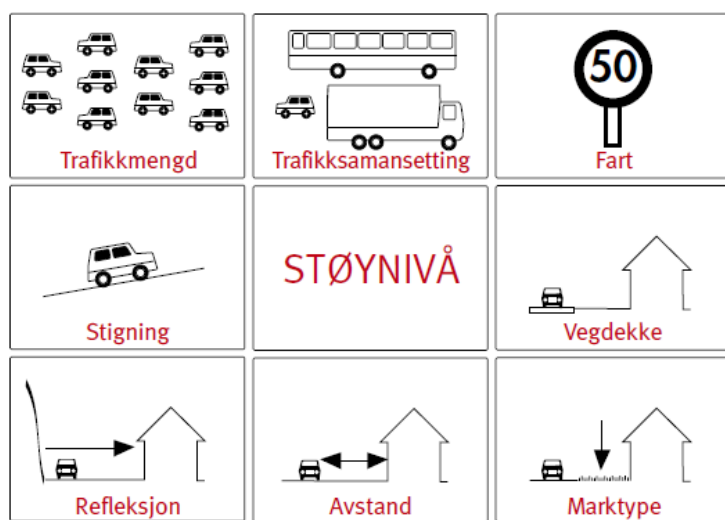 Trafikkmengd
Trafikksamansetting
50
Fart
Stigning
STØYNIVÅ
Vegdekke
Refleksjon
Avstand
Marktype